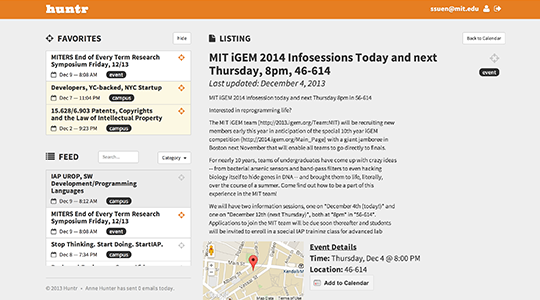 huntr
ssuen@mit.edu
FAVORITES
hide
MITERS End of Every Term Research
Symposium Friday, 12/13
Dec 9 — 8:08 AM
event
Developers, YC-backed, NYC Startup
Dec 7 — 11:04 PM
campus
15.628/6.903 Patents, Copyrights
and the Law of Intellectual Property
Dec 2 — 9:23 PM
campus
FEED
Search...
Category
IAP UROP, SW
Development/Programming
Languages
Dec 9 — 8:12 AM
campus
MITERS End of Every Term Research
Symposium Friday, 12/13
Dec 9 — 8:08 AM
event
Stop Thinking. Start Doing. StartIAP.
Dec 8 — 7:34 PM
campus
© 2013 Huntr • Anne Hunter has sent 0 emails today.
LISTING
Back to Calendar
MIT iGEM 2014 Infosessions Today and next
Thursday, 8pm, 46-614
event
Last updated: December 4, 2013
MIT iGEM 2014 infosession today and next Thursday 8pm in 56-614
Interested in reprogramming life?
The MIT iGEM team [http://2013.igem.org/Team:MIT] will be recruiting new
members early this year in anticipation of the special 10th year iGEM
competition [http://2014.igem.org/Main_Page] with a giant jamboree in
Boston next November that will enable all teams to go directly to finals.
For nearly 10 years, teams of undergraduates have come up with crazy ideas
-- from bacterial arsenic sensors and band-pass filters to even hacking
biology itself to hide genes in DNA -- and brought them to life, literally,
over the course of a summer. Come find out how to be a part of this
experience in the MIT team!
We will have two information sessions, one on *December 4th (today!)* and
one on *December 12th (next Thursday)*, both at *8pm* in *56-614*.
Applications to join the MIT team will be due soon thereafter and students
will be invited to enroll in a special IAP training class for advanced lab
Map Data
Terms of Use
Event Details
Time: Thursday, Dec 4 @ 8:00 PM
Location: 46-614
Add to Calendar